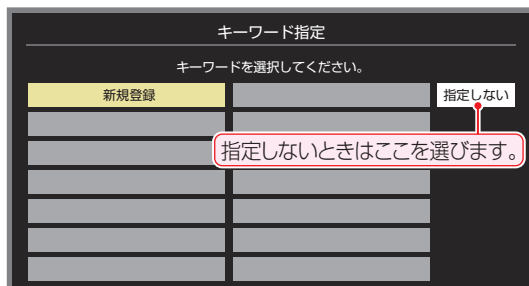 キーワード指定
キーワードを選択してください。
新規登録
指定しない
指定しないときはここを選びます。